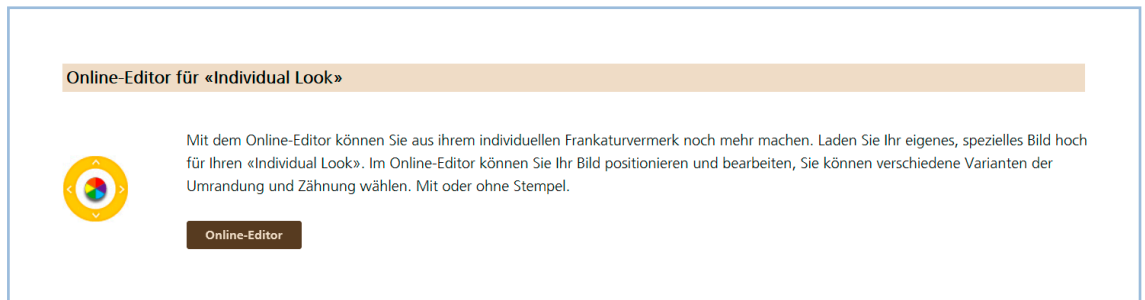 Online-Editor für «Individual Look»
Mit dem Online-Editor können Sie aus ihrem individuellen Frankaturvermerk noch mehr machen. Laden Sie Ihr eigenes, spezielles Bild hoch
für Ihren «Individual Look». Im Online-Editor können Sie Ihr Bild positionieren und bearbeiten, Sie können verschiedene Varianten der
Umrandung und Zähnung wählen. Mit oder ohne Stempel.
Online-Editor